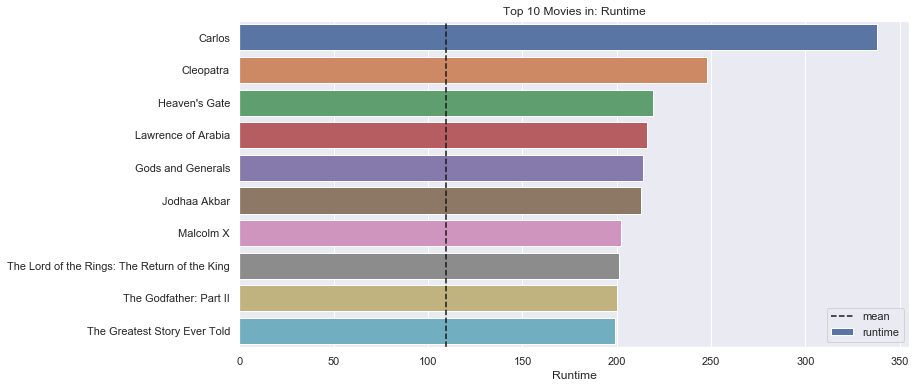 Top 10 Movies in: Runtime
Carlos
Cleopatra
Heaven's Gate
Lawrence of Arabia
Gods and Generals
Jodhaa Akbar
Malcolm X
The Lord of the Rings: The Return of the King
The Godfather: Part II
The Greatest Story Ever Told
mean
runtime
0 50 100 150 200 250 300 350
Runtime